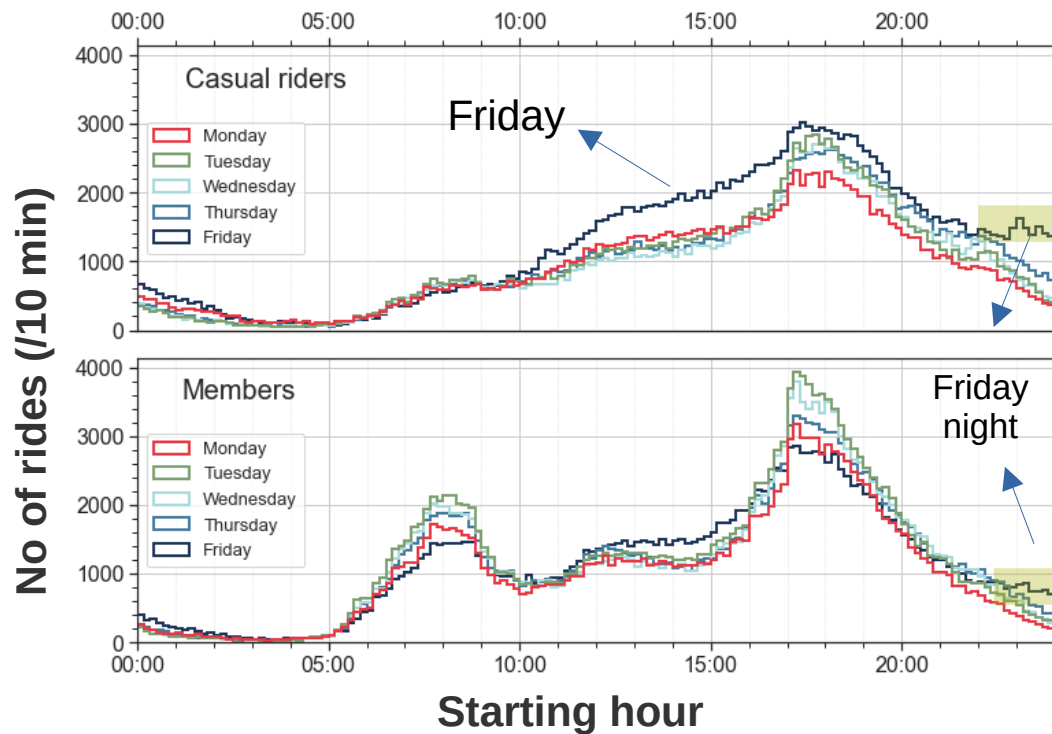 00:00 05:00 10:00 15:00 20:00
4000
3000
2000
1000
0
Casual riders
Friday
Monday
Tuesday
Wednesday
Thursday
Friday
4000
3000
2000
1000
0
Members
Friday
night
Monday
Tuesday
Wednesday
Thursday
Friday
00:00 05:00 10:00 15:00 20:00
Starting hour
No of rides (/10 min)